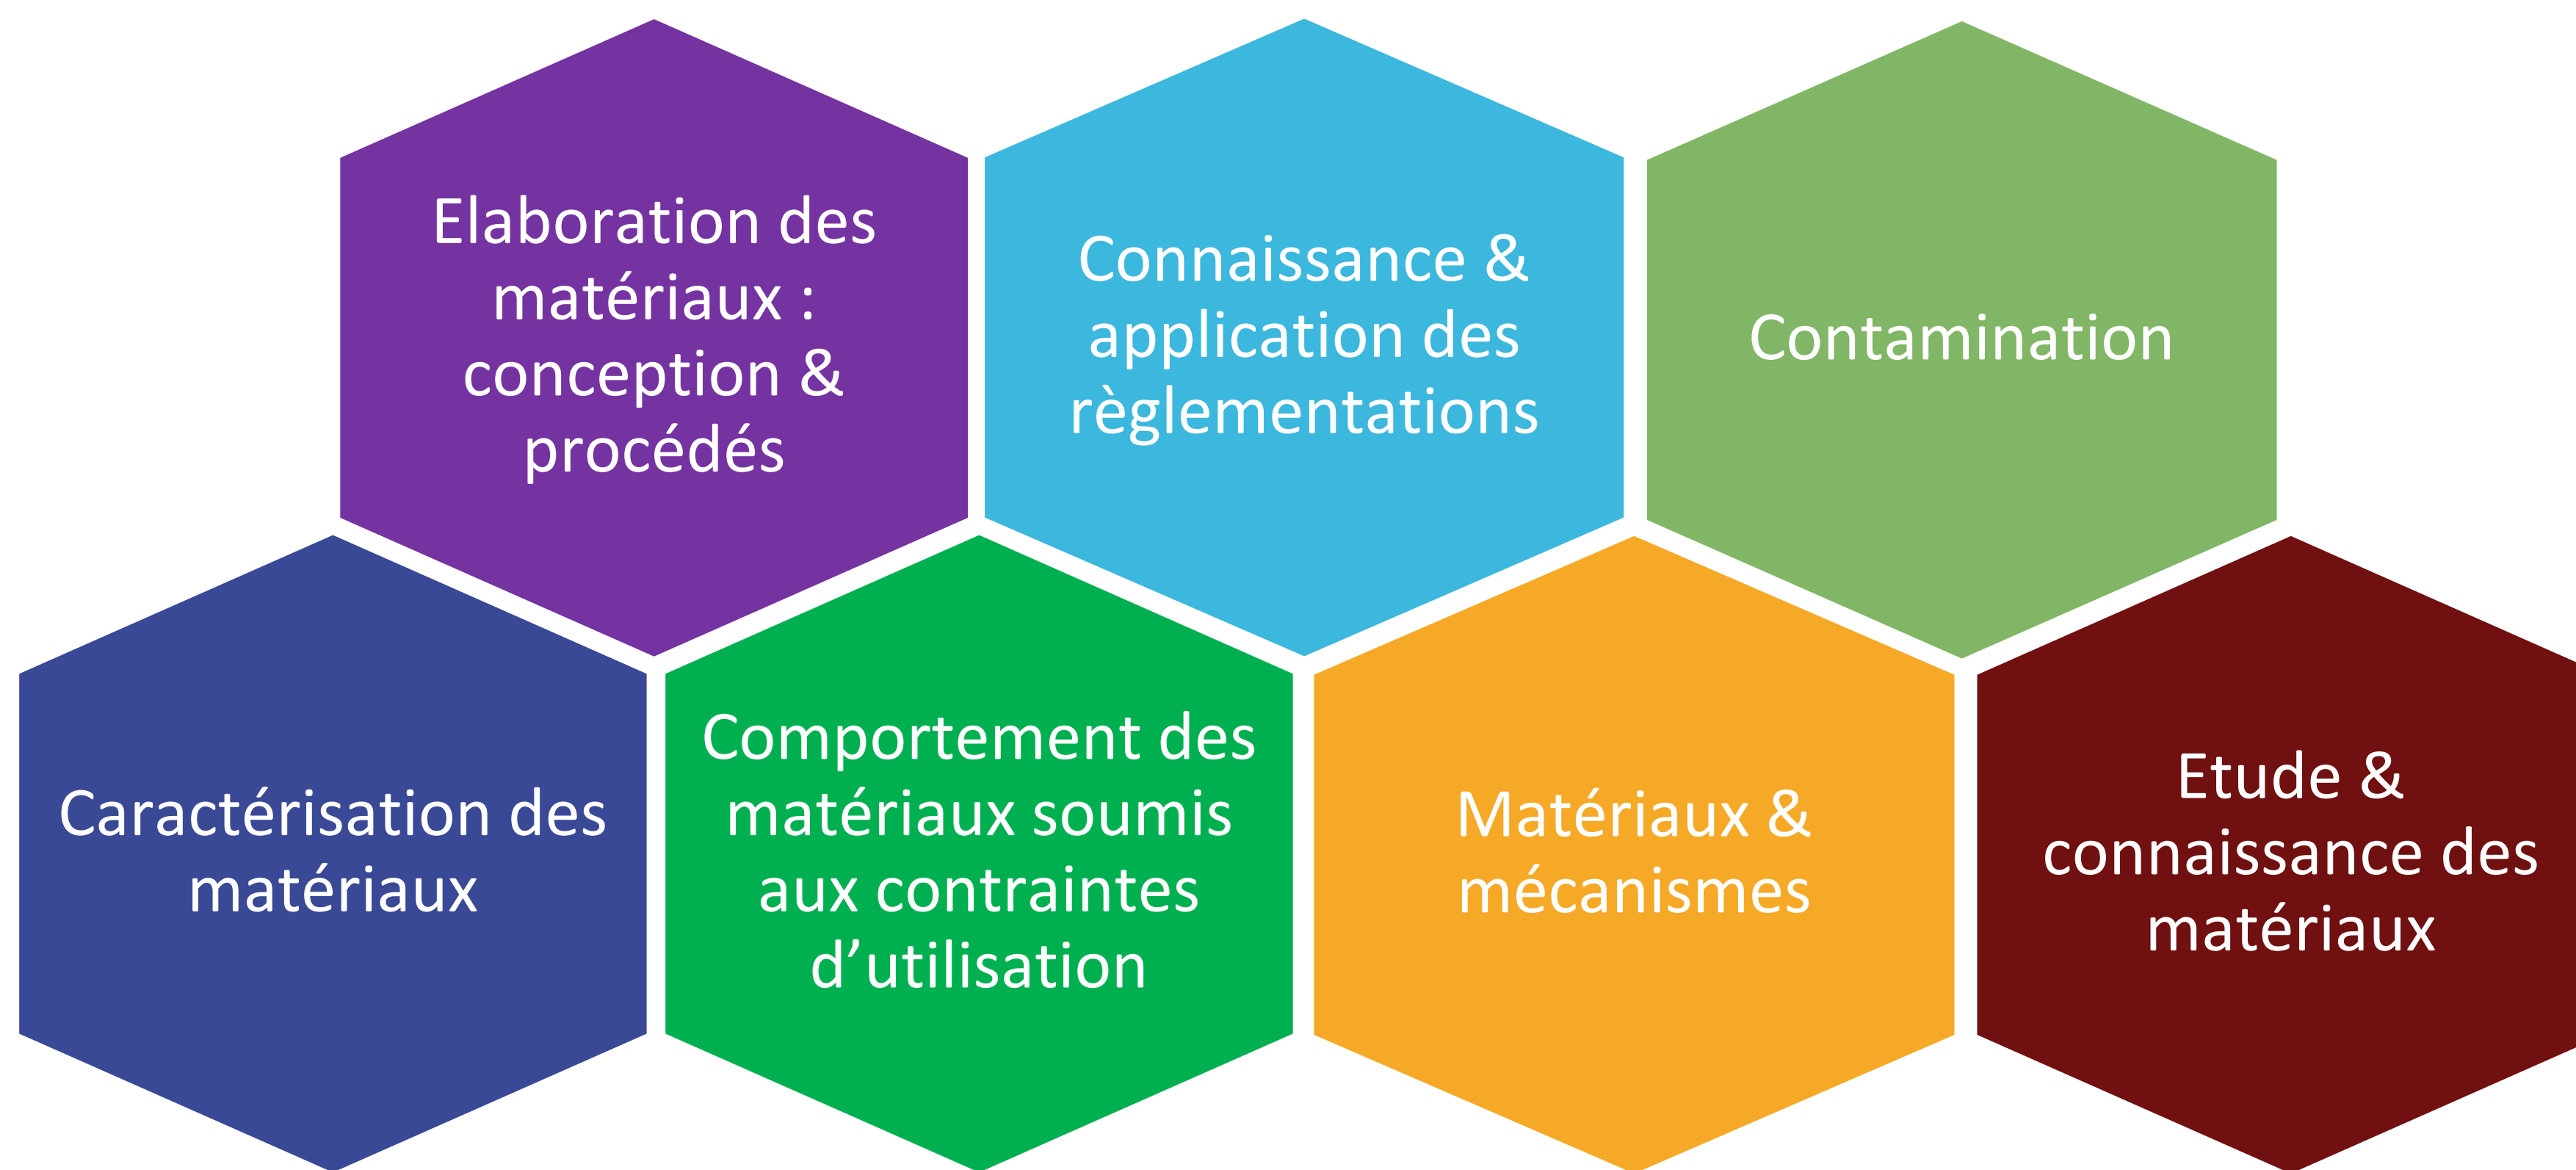 Elaboration des
matériaux :
conception &
procédés
Connaissance &
application des
règlementations
Contamination
Caractérisation des
matériaux
Comportement des
matériaux soumis
aux contraintes
d’utilisation
Matériaux &
mécanismes
Etude &
connaissance des
matériaux